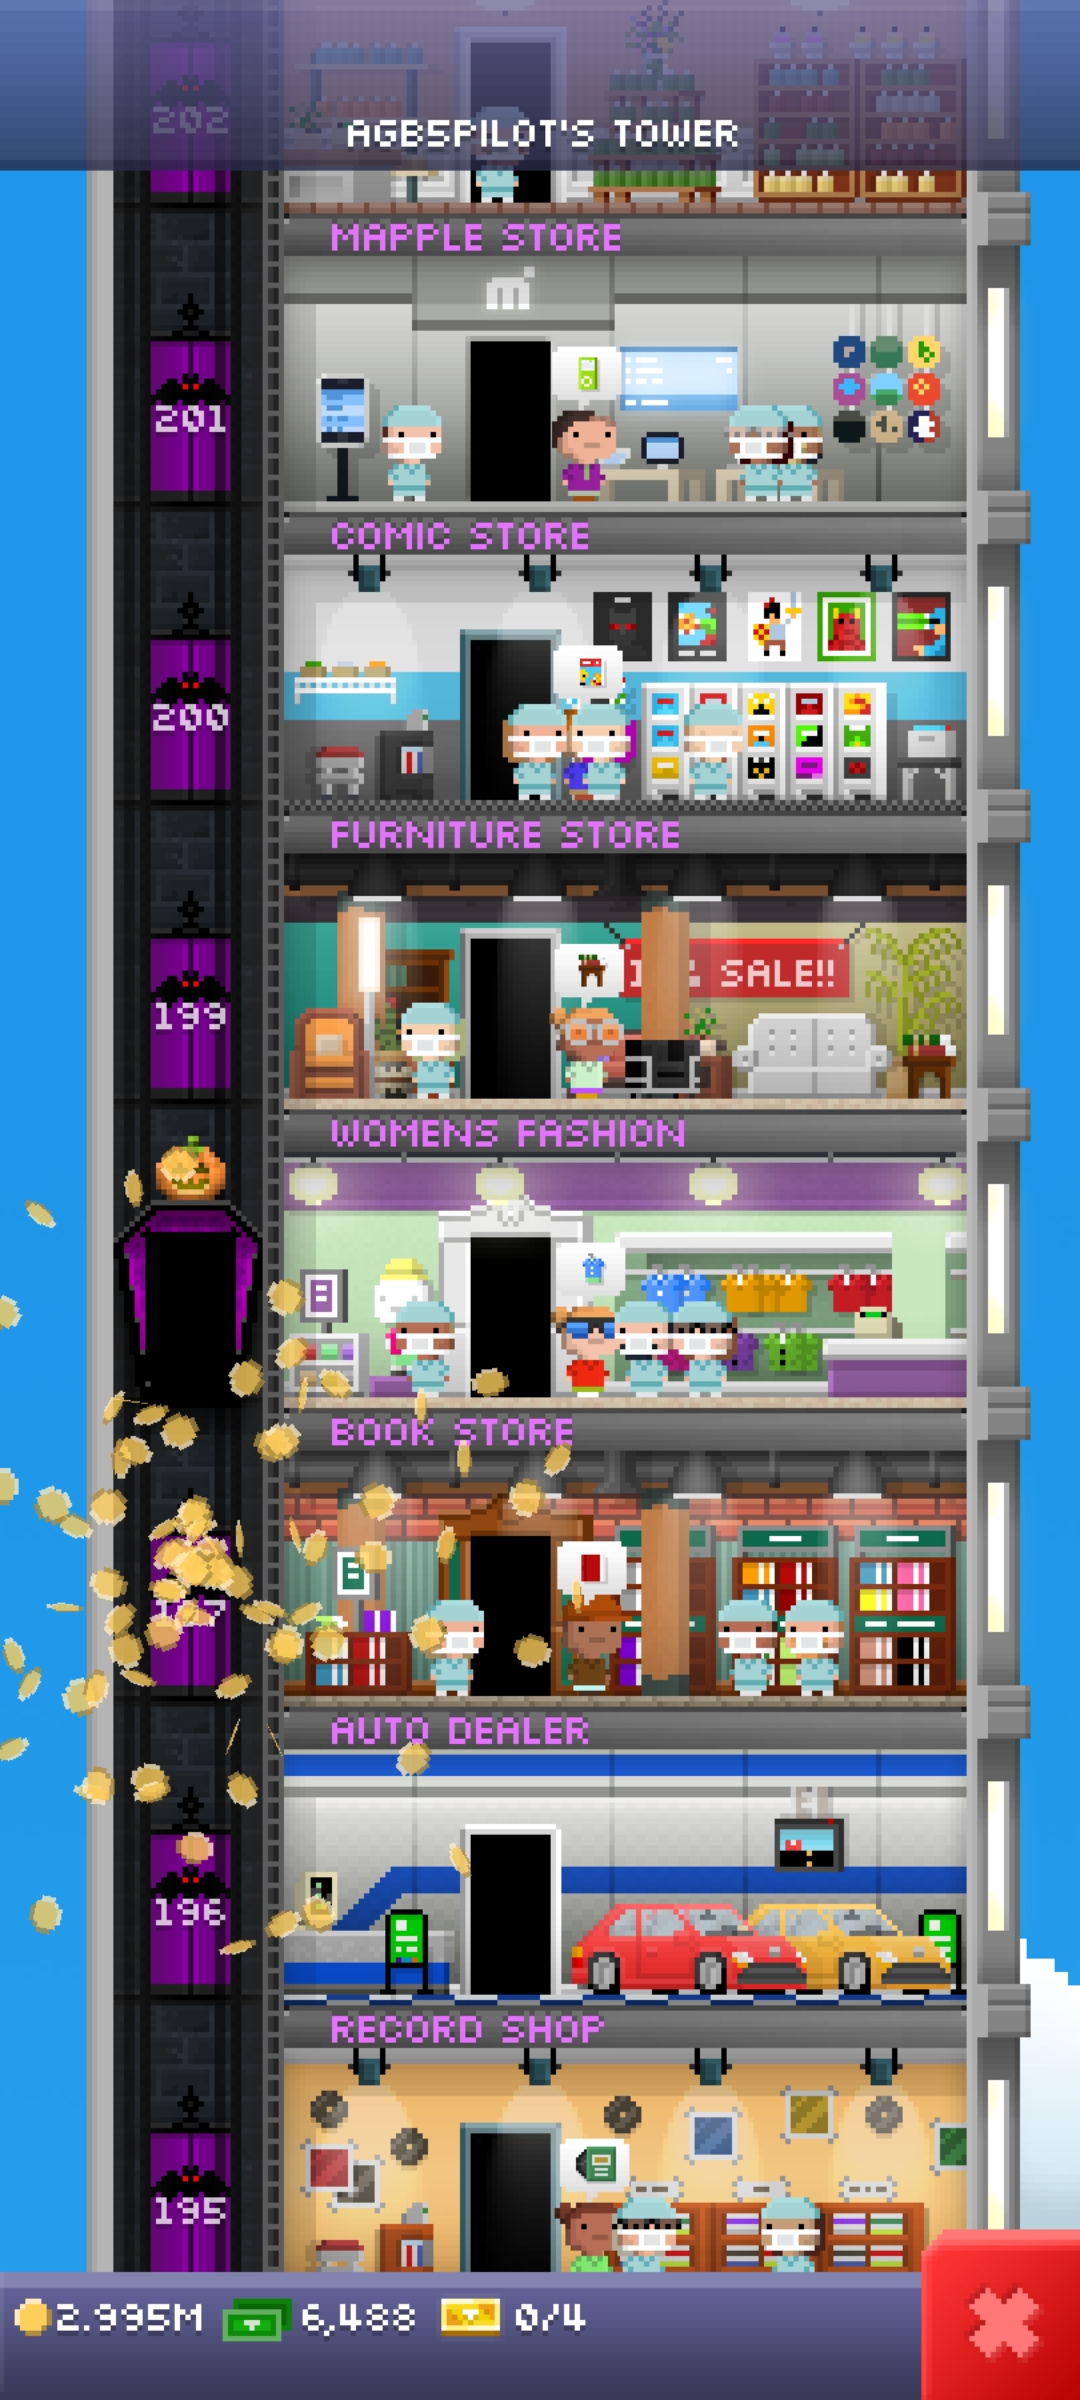 202
AGB5PILOT'S TOWER
MAPPLE STORE
201
COMIC STORE
200
FURNITURE STORE
SALE!!
199
WOMENS FASHION
BOOK STORE
B
AUTO DEALER
196
RECORD SHOP
195
2.995M 6,488 0/4